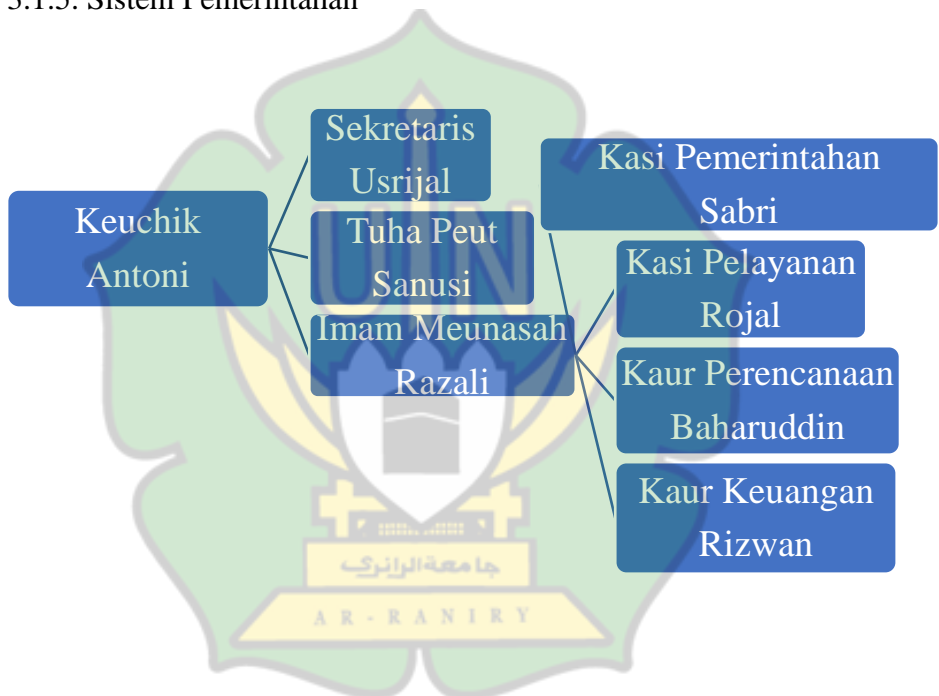 3.1.5. Sistem Pemerintahan
Keuchik
Antoni
Sekretaris
Usrijal
Tuha Peut
Sanusi
Imam Meunasah
Razali
Kasi Pemerintahan
Sabri
Kasi Pelayanan
Rojal
Kaur Perencanaan
Baharuddin
Kaur Keuangan
Rizwan
UIN
جامعة الرانري
AR-RANIRY